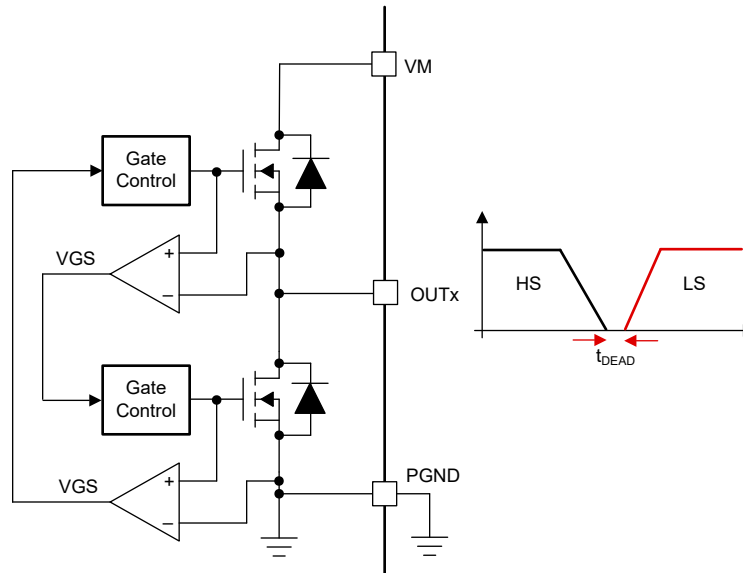 VM
Gate
Control
VGS
+
−
OUTx
HS
LS
tDEAD
Gate
Control
PGND
VGS
+
−